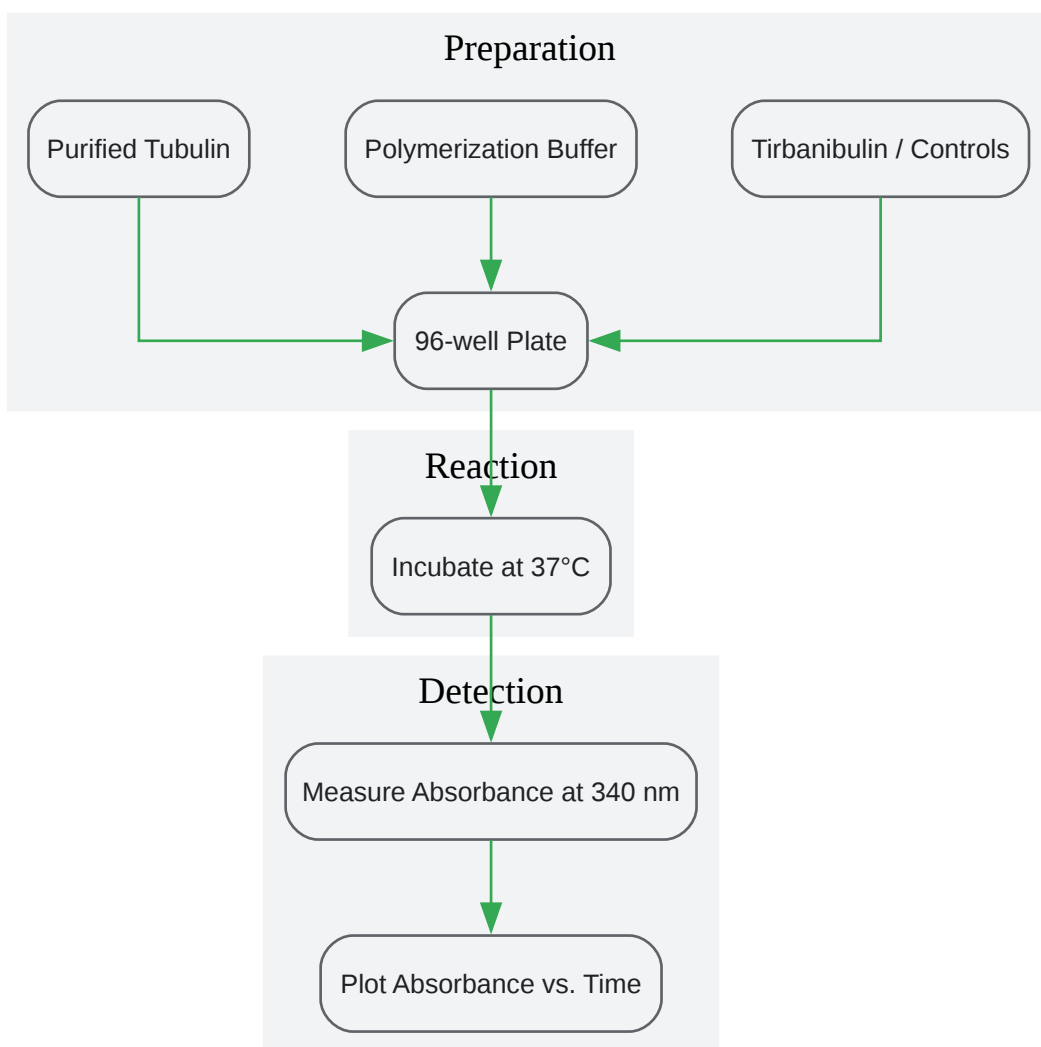 Preparation
Purified Tubulin
Polymerization Buffer
Tirbanibulin / Controls
96-well Plate
Reaction
Incubate at 37°C
Detection
Measure Absorbance at 340 nm
Plot Absorbance vs. Time